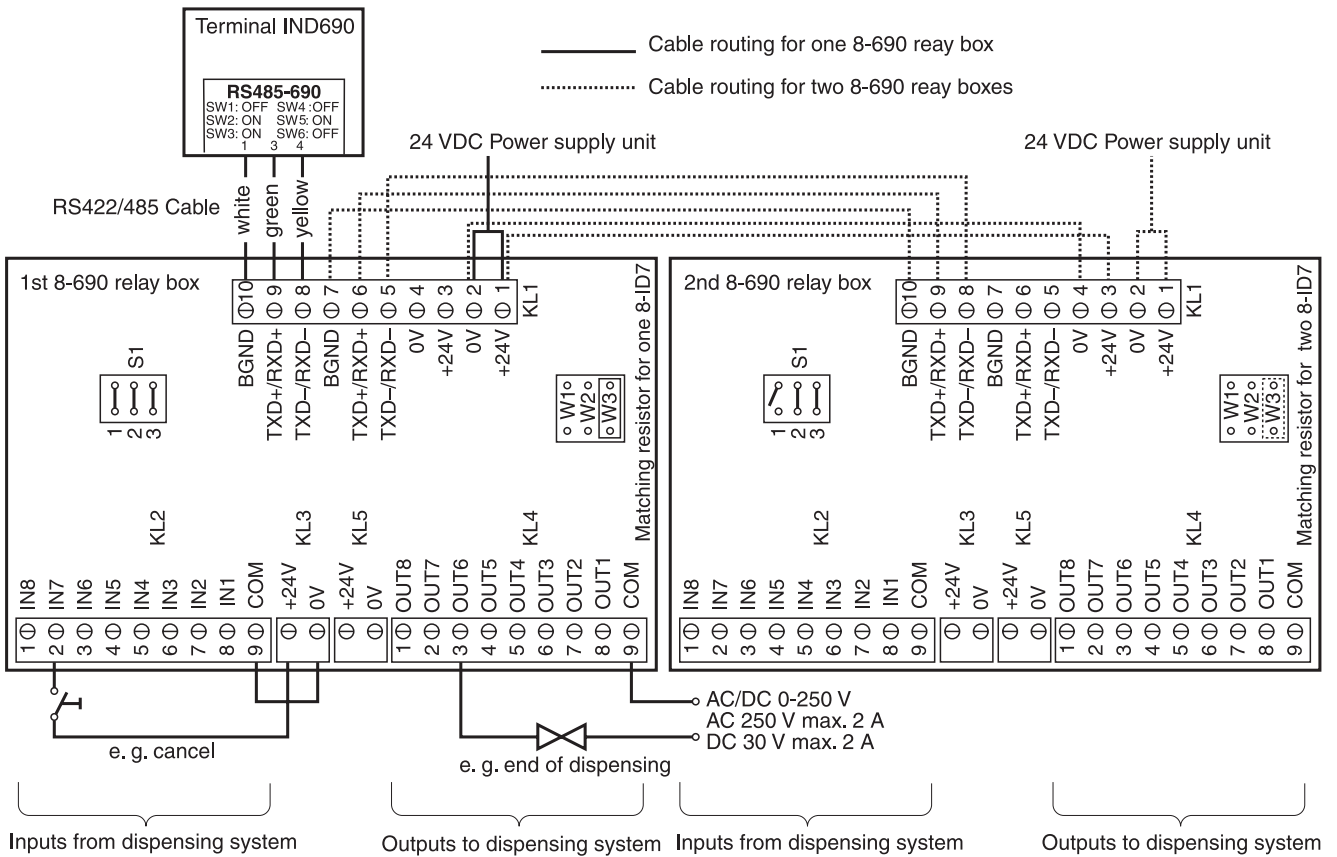 Terminal IND690
RS485-690
SW1: OFF SW4 :OFF
SW2: ON SW5: ON
SW3: ON SW6: OFF
1 3 4
Cable routing for one 8-690 reay box
Cable routing for two 8-690 reay boxes
24 VDC Power supply unit
24 VDC Power supply unit
RS422/485 Cable
white
green
yellow
1st 8-690 relay box
10 9 8 7 6 5 4 3 2 1
KL1
BGND
TXD+/RXD+
TXD–/RXD–
BGND
TXD+/RXD+
TXD–/RXD–
0V
+24V
0V
+24V
S1
1 2 3
W1
W2
W3
Matching resistor for one 8-ID7
KL2
KL3
KL5
KL4
IN8
IN7
IN6
IN5
IN4
IN3
IN2
IN1
COM
+24V
0V
+24V
0V
OUT8
OUT7
OUT6
OUT5
OUT4
OUT3
OUT2
OUT1
COM
1 2 3 4 5 6 7 8 9
1 2 3 4 5 6 7 8 9
2nd 8-690 relay box
10 9 8 7 6 5 4 3 2 1
KL1
BGND
TXD+/RXD+
TXD–/RXD–
BGND
TXD+/RXD+
TXD–/RXD–
0V
+24V
0V
+24V
S1
1 2 3
W1
W2
W3
Matching resistor for two 8-ID7
KL2
KL3
KL5
KL4
IN8
IN7
IN6
IN5
IN4
IN3
IN2
IN1
COM
+24V
0V
+24V
0V
OUT8
OUT7
OUT6
OUT5
OUT4
OUT3
OUT2
OUT1
COM
1 2 3 4 5 6 7 8 9
1 2 3 4 5 6 7 8 9
e. g. cancel
e. g. end of dispensing
AC/DC 0-250 V
AC 250 V max. 2 A
DC 30 V max. 2 A
Inputs from dispensing system
Outputs to dispensing system
Inputs from dispensing system
Outputs to dispensing system